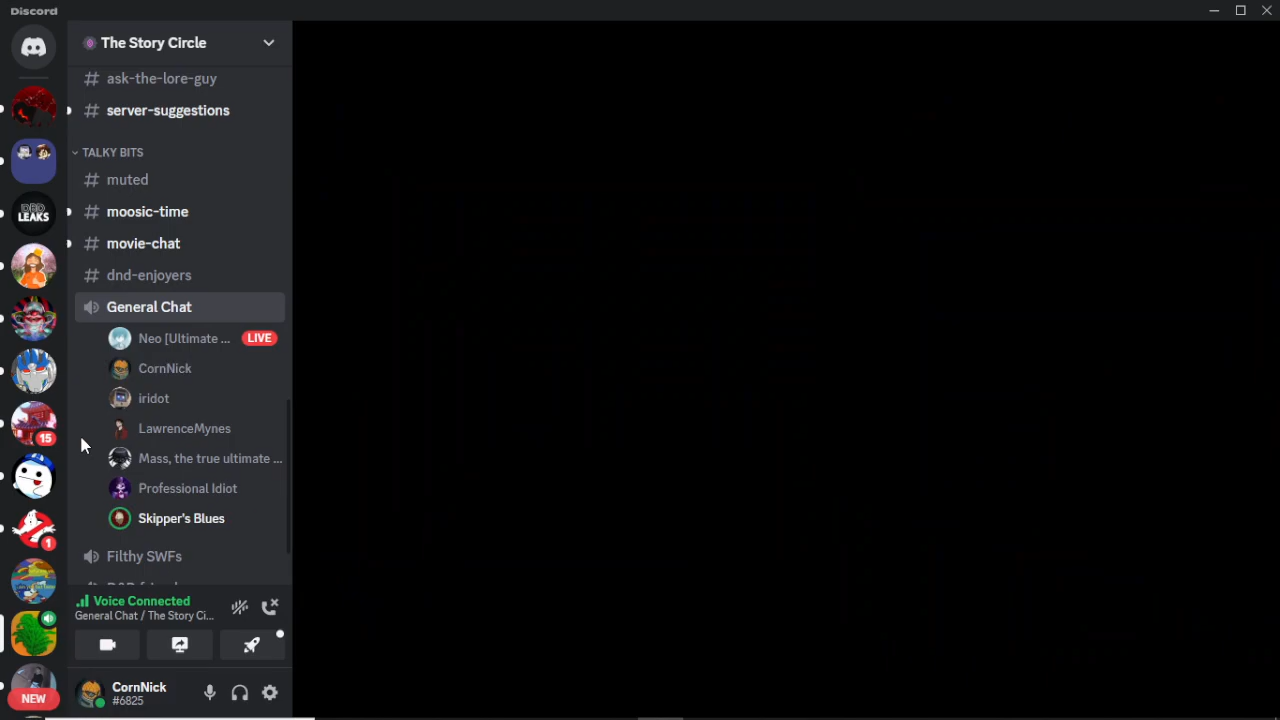 Discord
The Story Circle
# ask-the-lore-guy
# server-suggestions
TALKY BITS
# muted
# moosic-time
# movie-chat
# dnd-enjoyers
General Chat
Neo [Ultimate ... LIVE
CornNick
iridot
LawrenceMynes
Mass, the true ultimate ...
Professional Idiot
Skipper's Blues
Filthy SWFs
Voice Connected
General Chat / The Story Ci...
CornNick
#6825
DBD
LEAKS
15
1
NEW